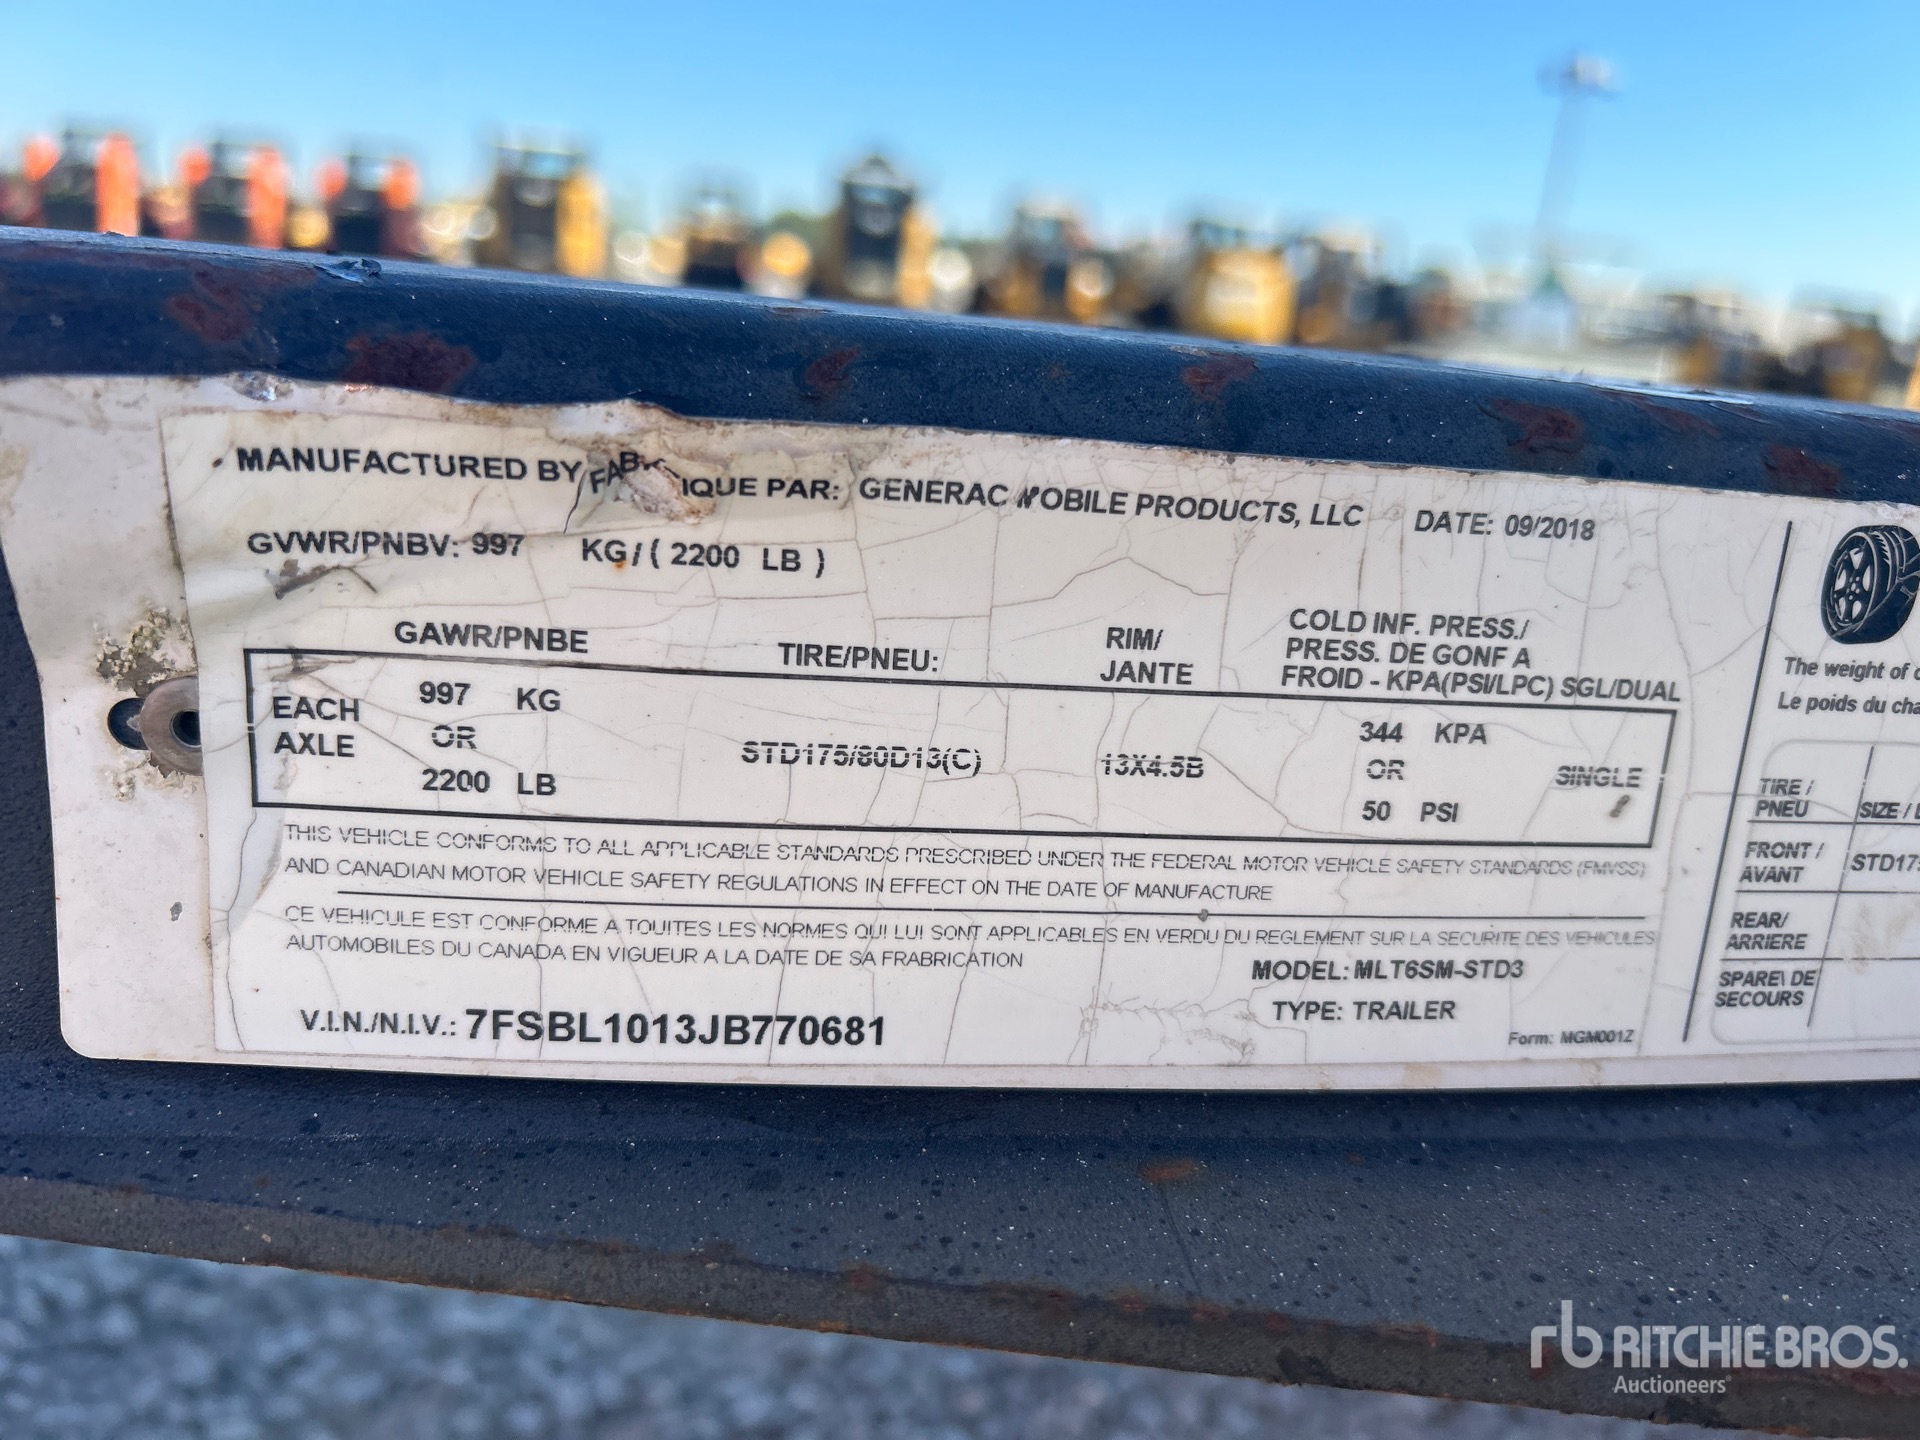 MANUFACTURED BY/FAB IQUE PAR: GENERAC MOBILE PRODUCTS, LLC DATE: 09/2018
GVWR/PNBV: 997 KG/( 2200 LB )
GAWR/PNBE TIRE/PNEU: RIM/ JANTE COLD INF. PRESS./
PRESS. DE GONF A
FROID - KPA(PSI/LPC) SGL/DUAL
EACH AXLE 997 KG
OR
2200 LB
STD175/80D13(C) 13X4.5B
344 KPA
OR
50 PSI
SINGLE
THIS VEHICLE CONFORMS TO ALL APPLICABLE STANDARDS PRESCRIBED UNDER THE FEDERAL MOTOR VEHICLE SAFETY STANDARDS (FMVSS)
AND CANADIAN MOTOR VEHICLE SAFETY REGULATIONS IN EFFECT ON THE DATE OF MANUFACTURE
CE VEHICULE EST CONFORME A TOUITES LES NORMES QUI LUI SONT APPLICABLES EN VERDU DU REGLEMENT SUR LA SECURITE DES VEHICULES
AUTOMOBILES DU CANADA EN VIGUEUR A LA DATE DE SA FRABRICATION
MODEL: MLT6SM-STD3
TYPE: TRAILER
V.I.N./N.I.V.: 7FSBL1013JB770681
Form: MGM001Z
The weight of
Le poids du
TIRE /
PNEU SIZE /
FRONT /
AVANT STD17
REAR/
ARRIERE
SPARE\ DE
SECOURS
rb RITCHIE BROS.
Auctioneers